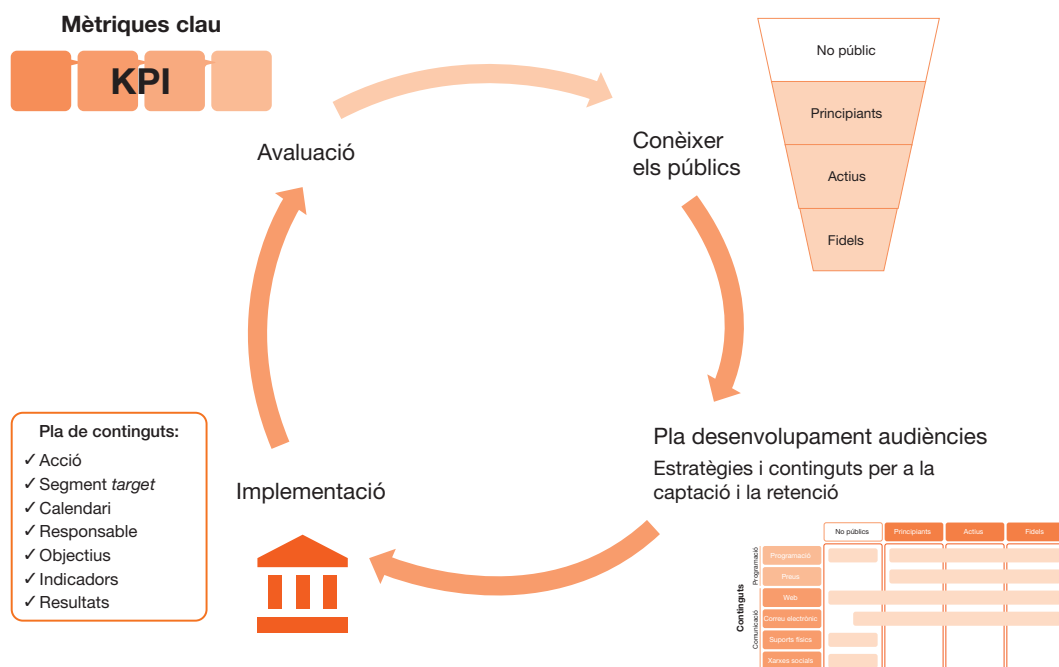 Mètriques clau
KPI
No públic
Principiants
Actius
Fidels
Avaluació
Conèixer
els públics
Pla desenvolupament audiències
Estratègies i continguts per a la
captació i la retenció
Implementació
Pla de continguts:
✓ Acció
✓ Segment target
✓ Calendari
✓ Responsable
✓ Objectius
✓ Indicadors
✓ Resultats
No públics
Principiants
Actius
Fidels
Continguts
Programació
Programació
Preus
Comunicació
Web
Correu electrònic
Suports físics
Xarxes socials